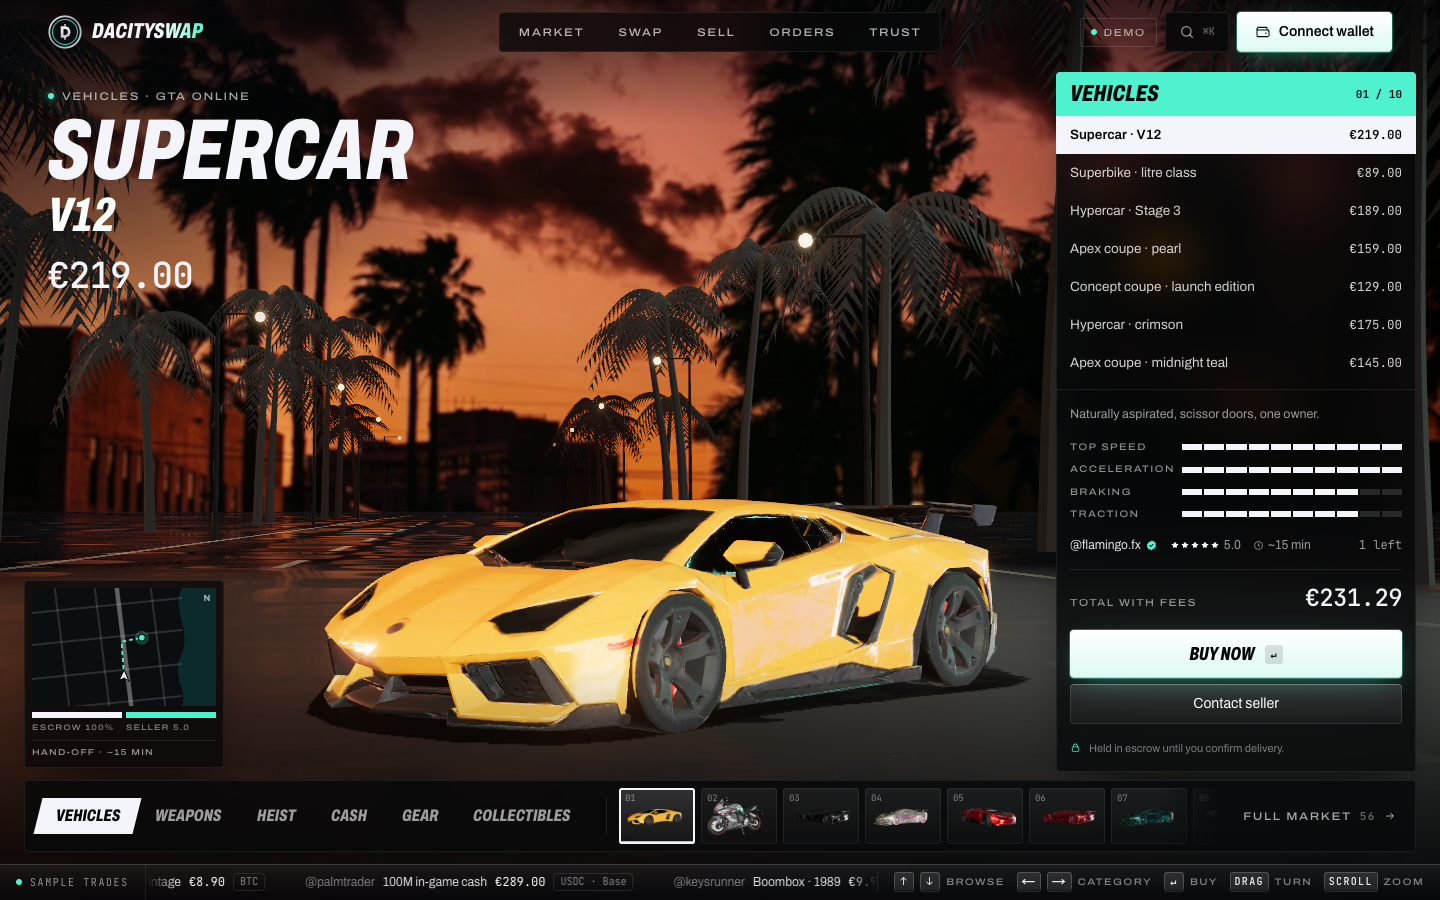 DACITYSWAP
MARKET SWAP SELL ORDERS TRUST
DEMO
⌘K
Connect wallet
VEHICLES · GTA ONLINE
SUPERCAR
V12
€219.00
VEHICLES 01 / 10
Supercar · V12 €219.00
Superbike · litre class €89.00
Hypercar · Stage 3 €189.00
Apex coupe · pearl €159.00
Concept coupe · launch edition €129.00
Hypercar · crimson €175.00
Apex coupe · midnight teal €145.00
Naturally aspirated, scissor doors, one owner.
TOP SPEED
ACCELERATION
BRAKING
TRACTION
@flamingo.fx ★★★★★ 5.0 ~15 min 1 left
TOTAL WITH FEES €231.29
BUY NOW ↵
Contact seller
Held in escrow until you confirm delivery.
N
ESCROW 100% SELLER 5.0
HAND-OFF · ~15 MIN
VEHICLES WEAPONS HEIST CASH GEAR COLLECTIBLES
01 02 03 04 05 06 07 08
FULL MARKET 56 →
SAMPLE TRADES
ntage €8.90 BTC @palmtrader 100M in-game cash €289.00 USDC · Base @keysrunner Boombox · 1989 €9.9
↑ ↓ BROWSE ← → CATEGORY ↵ BUY DRAG TURN SCROLL ZOOM